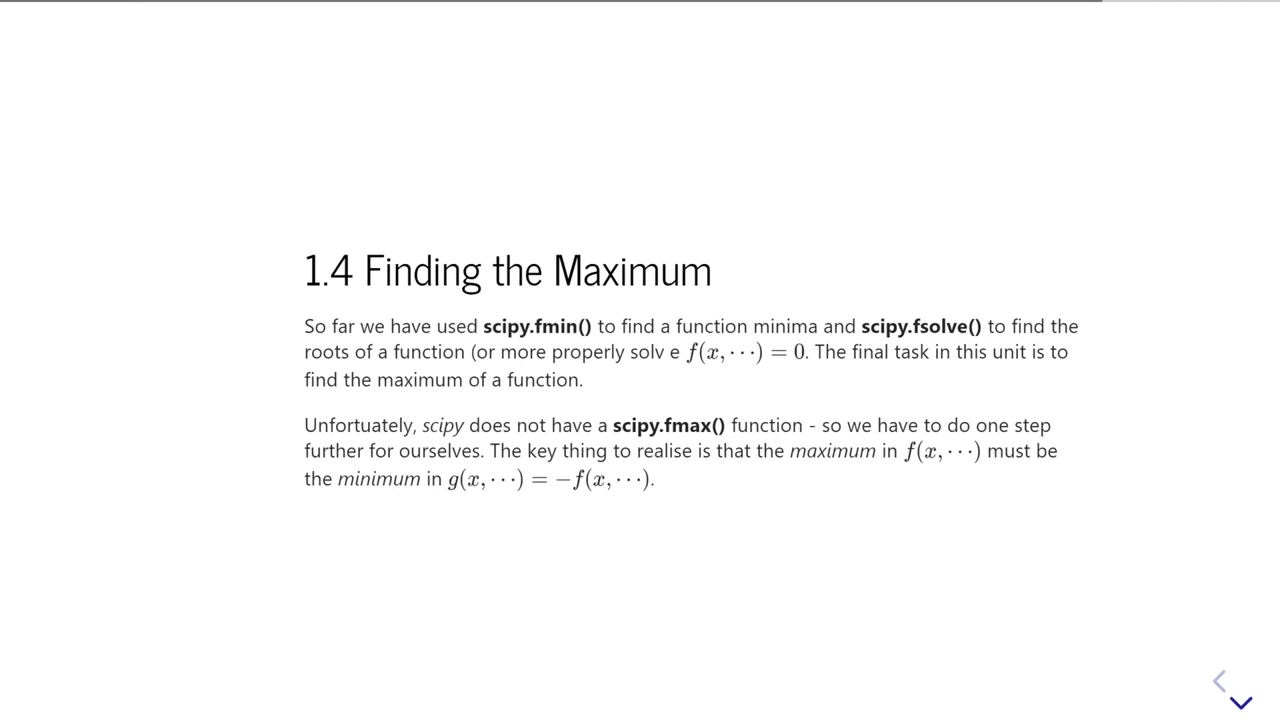 1.4 Finding the Maximum
So far we have used scipy.fmin() to find a function minima and scipy.fsolve() to find the
roots of a function (or more properly solv e f(x, ⋯) = 0. The final task in this unit is to
find the maximum of a function.
Unfortuately, scipy does not have a scipy.fmax() function - so we have to do one step
further for ourselves. The key thing to realise is that the maximum in f(x, ⋯) must be
the minimum in g(x, ⋯) = −f(x, ⋯).